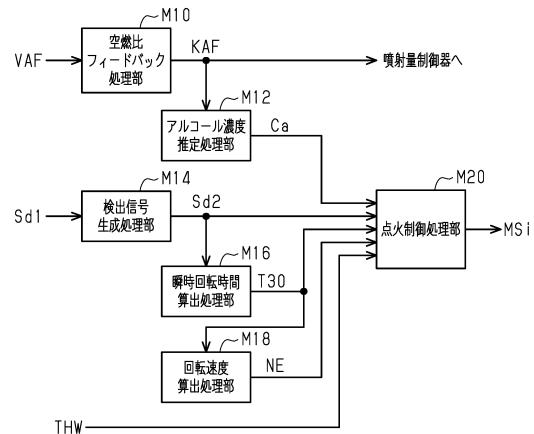 M10
VAF
空燃比
フィードバック
処理部
KAF
噴射量制御器へ
M12
アルコール濃度
推定処理部
Ca
M14
Sd1
検出信号
生成処理部
Sd2
M20
点火制御処理部
MSi
M16
瞬時回転時間
算出処理部
T30
M18
回転速度
算出処理部
NE
THW